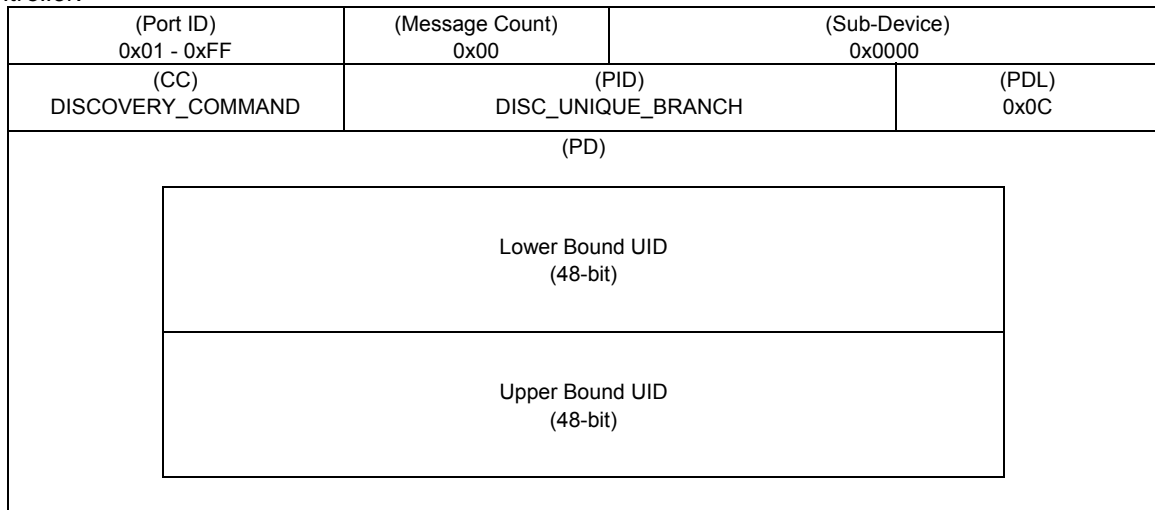 (Port ID)
0x01 - 0xFF
(Message Count)
0x00
(Sub-Device)
0x0000
(CC)
DISCOVERY_COMMAND
(PID)
DISC_UNIQUE_BRANCH
(PDL)
0x0C
(PD)
Lower Bound UID
(48-bit)
Upper Bound UID
(48-bit)